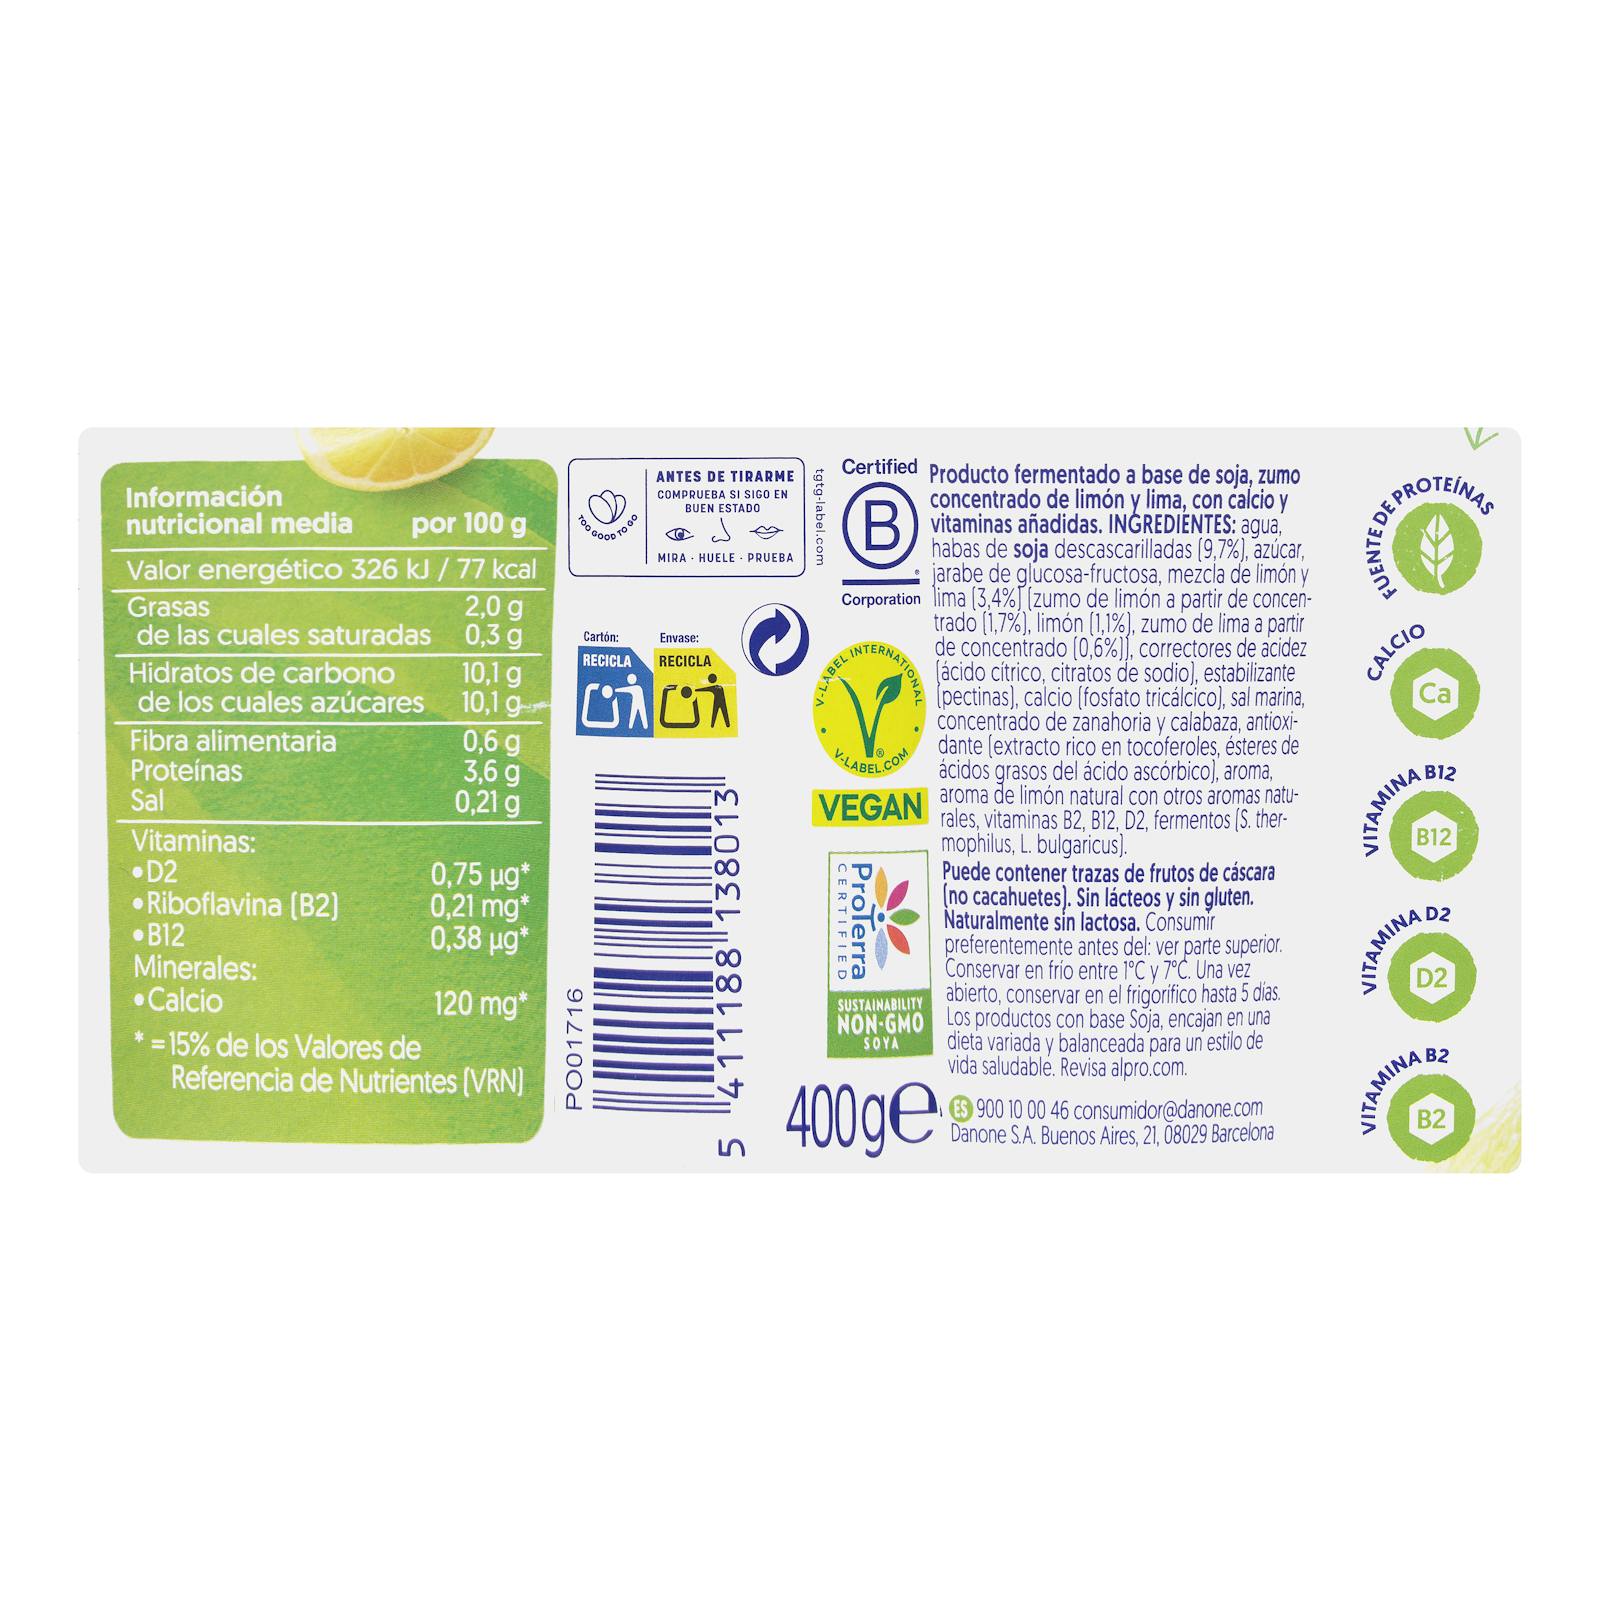 Información
nutricional media por 100 g
Valor energético 326 kJ / 77 kcal
Grasas 2,0 g
de las cuales saturadas 0,3 g
Hidratos de carbono 10,1 g
de los cuales azúcares 10,1 g
Fibra alimentaria 0,6 g
Proteínas 3,6 g
Sal 0,21 g
Vitaminas:
•D2 0,75 µg*
•Riboflavina (B2) 0,21 mg*
•B12 0,38 µg*
Minerales:
•Calcio 120 mg*
* =15% de los Valores de
Referencia de Nutrientes (VRN)
TOO GOOD TO GO
ANTES DE TIRARME
COMPRUEBA SI SIGO EN
BUEN ESTADO
MIRA · HUELE · PRUEBA
tgtg-label.com
Cartón:
RECICLA
Envase:
RECICLA
PO01716
5 411188 138013
Certified
B
®
Corporation
V-LABEL INTERNATIONAL
• V-LABEL.COM •
®
VEGAN
ProTerra
CERTIFIED
SUSTAINABILITY
NON-GMO
SOYA
400g e
Producto fermentado a base de soja, zumo
concentrado de limón y lima, con calcio y
vitaminas añadidas. INGREDIENTES: agua,
habas de soja descascarilladas (9,7%), azúcar,
jarabe de glucosa-fructosa, mezcla de limón y
lima (3,4%) (zumo de limón a partir de concen-
trado (1,7%), limón (1,1%), zumo de lima a partir
de concentrado (0,6%)), correctores de acidez
(ácido cítrico, citratos de sodio), estabilizante
(pectinas), calcio (fosfato tricálcico), sal marina,
concentrado de zanahoria y calabaza, antioxi-
dante (extracto rico en tocoferoles, ésteres de
ácidos grasos del ácido ascórbico), aroma,
aroma de limón natural con otros aromas natu-
rales, vitaminas B2, B12, D2, fermentos (S. ther-
mophilus, L. bulgaricus).
Puede contener trazas de frutos de cáscara
(no cacahuetes). Sin lácteos y sin gluten.
Naturalmente sin lactosa. Consumir
preferentemente antes del: ver parte superior.
Conservar en frío entre 1°C y 7°C. Una vez
abierto, conservar en el frigorífico hasta 5 días.
Los productos con base Soja, encajan en una
dieta variada y balanceada para un estilo de
vida saludable. Revisa alpro.com.
ES 900 10 00 46 consumidor@danone.com
Danone S.A. Buenos Aires, 21, 08029 Barcelona
FUENTE DE PROTEÍNAS
CALCIO
Ca
VITAMINA B12
B12
VITAMINA D2
D2
VITAMINA B2
B2